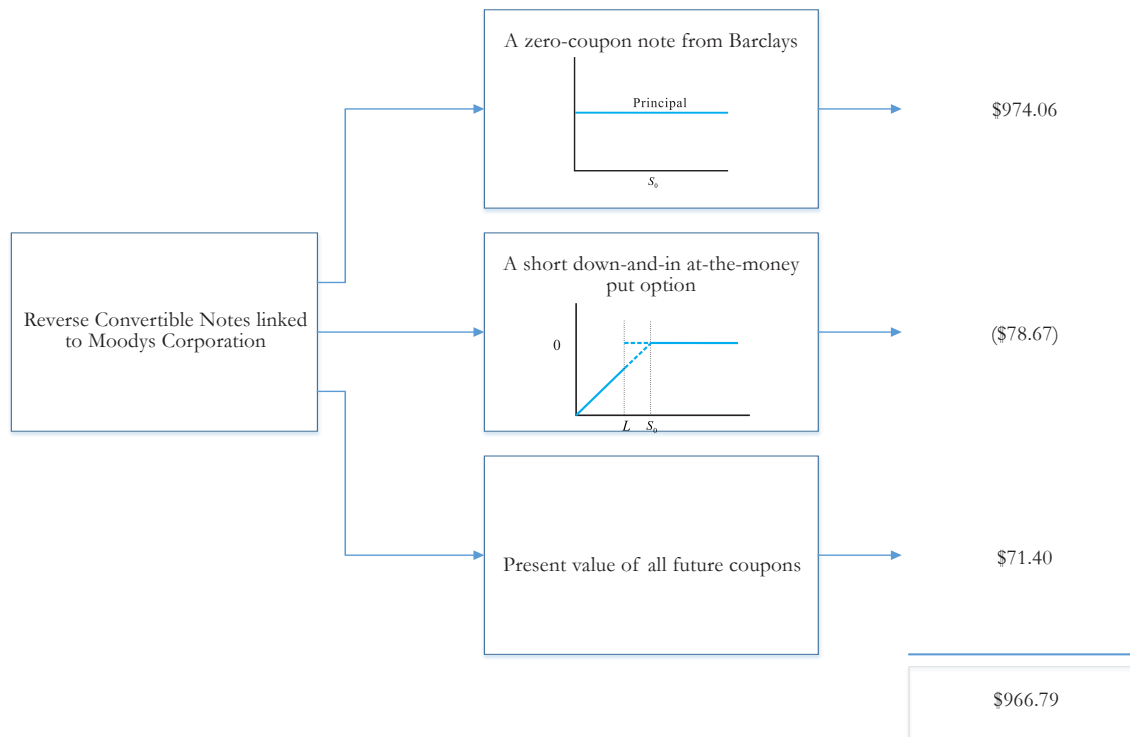 A zero-coupon note from Barclays
Principal
S₀
$974.06
Reverse Convertible Notes linked
to Moodys Corporation
A short down-and-in at-the-money
put option
0
L S₀
($78.67)
Present value of all future coupons
$71.40
$966.79